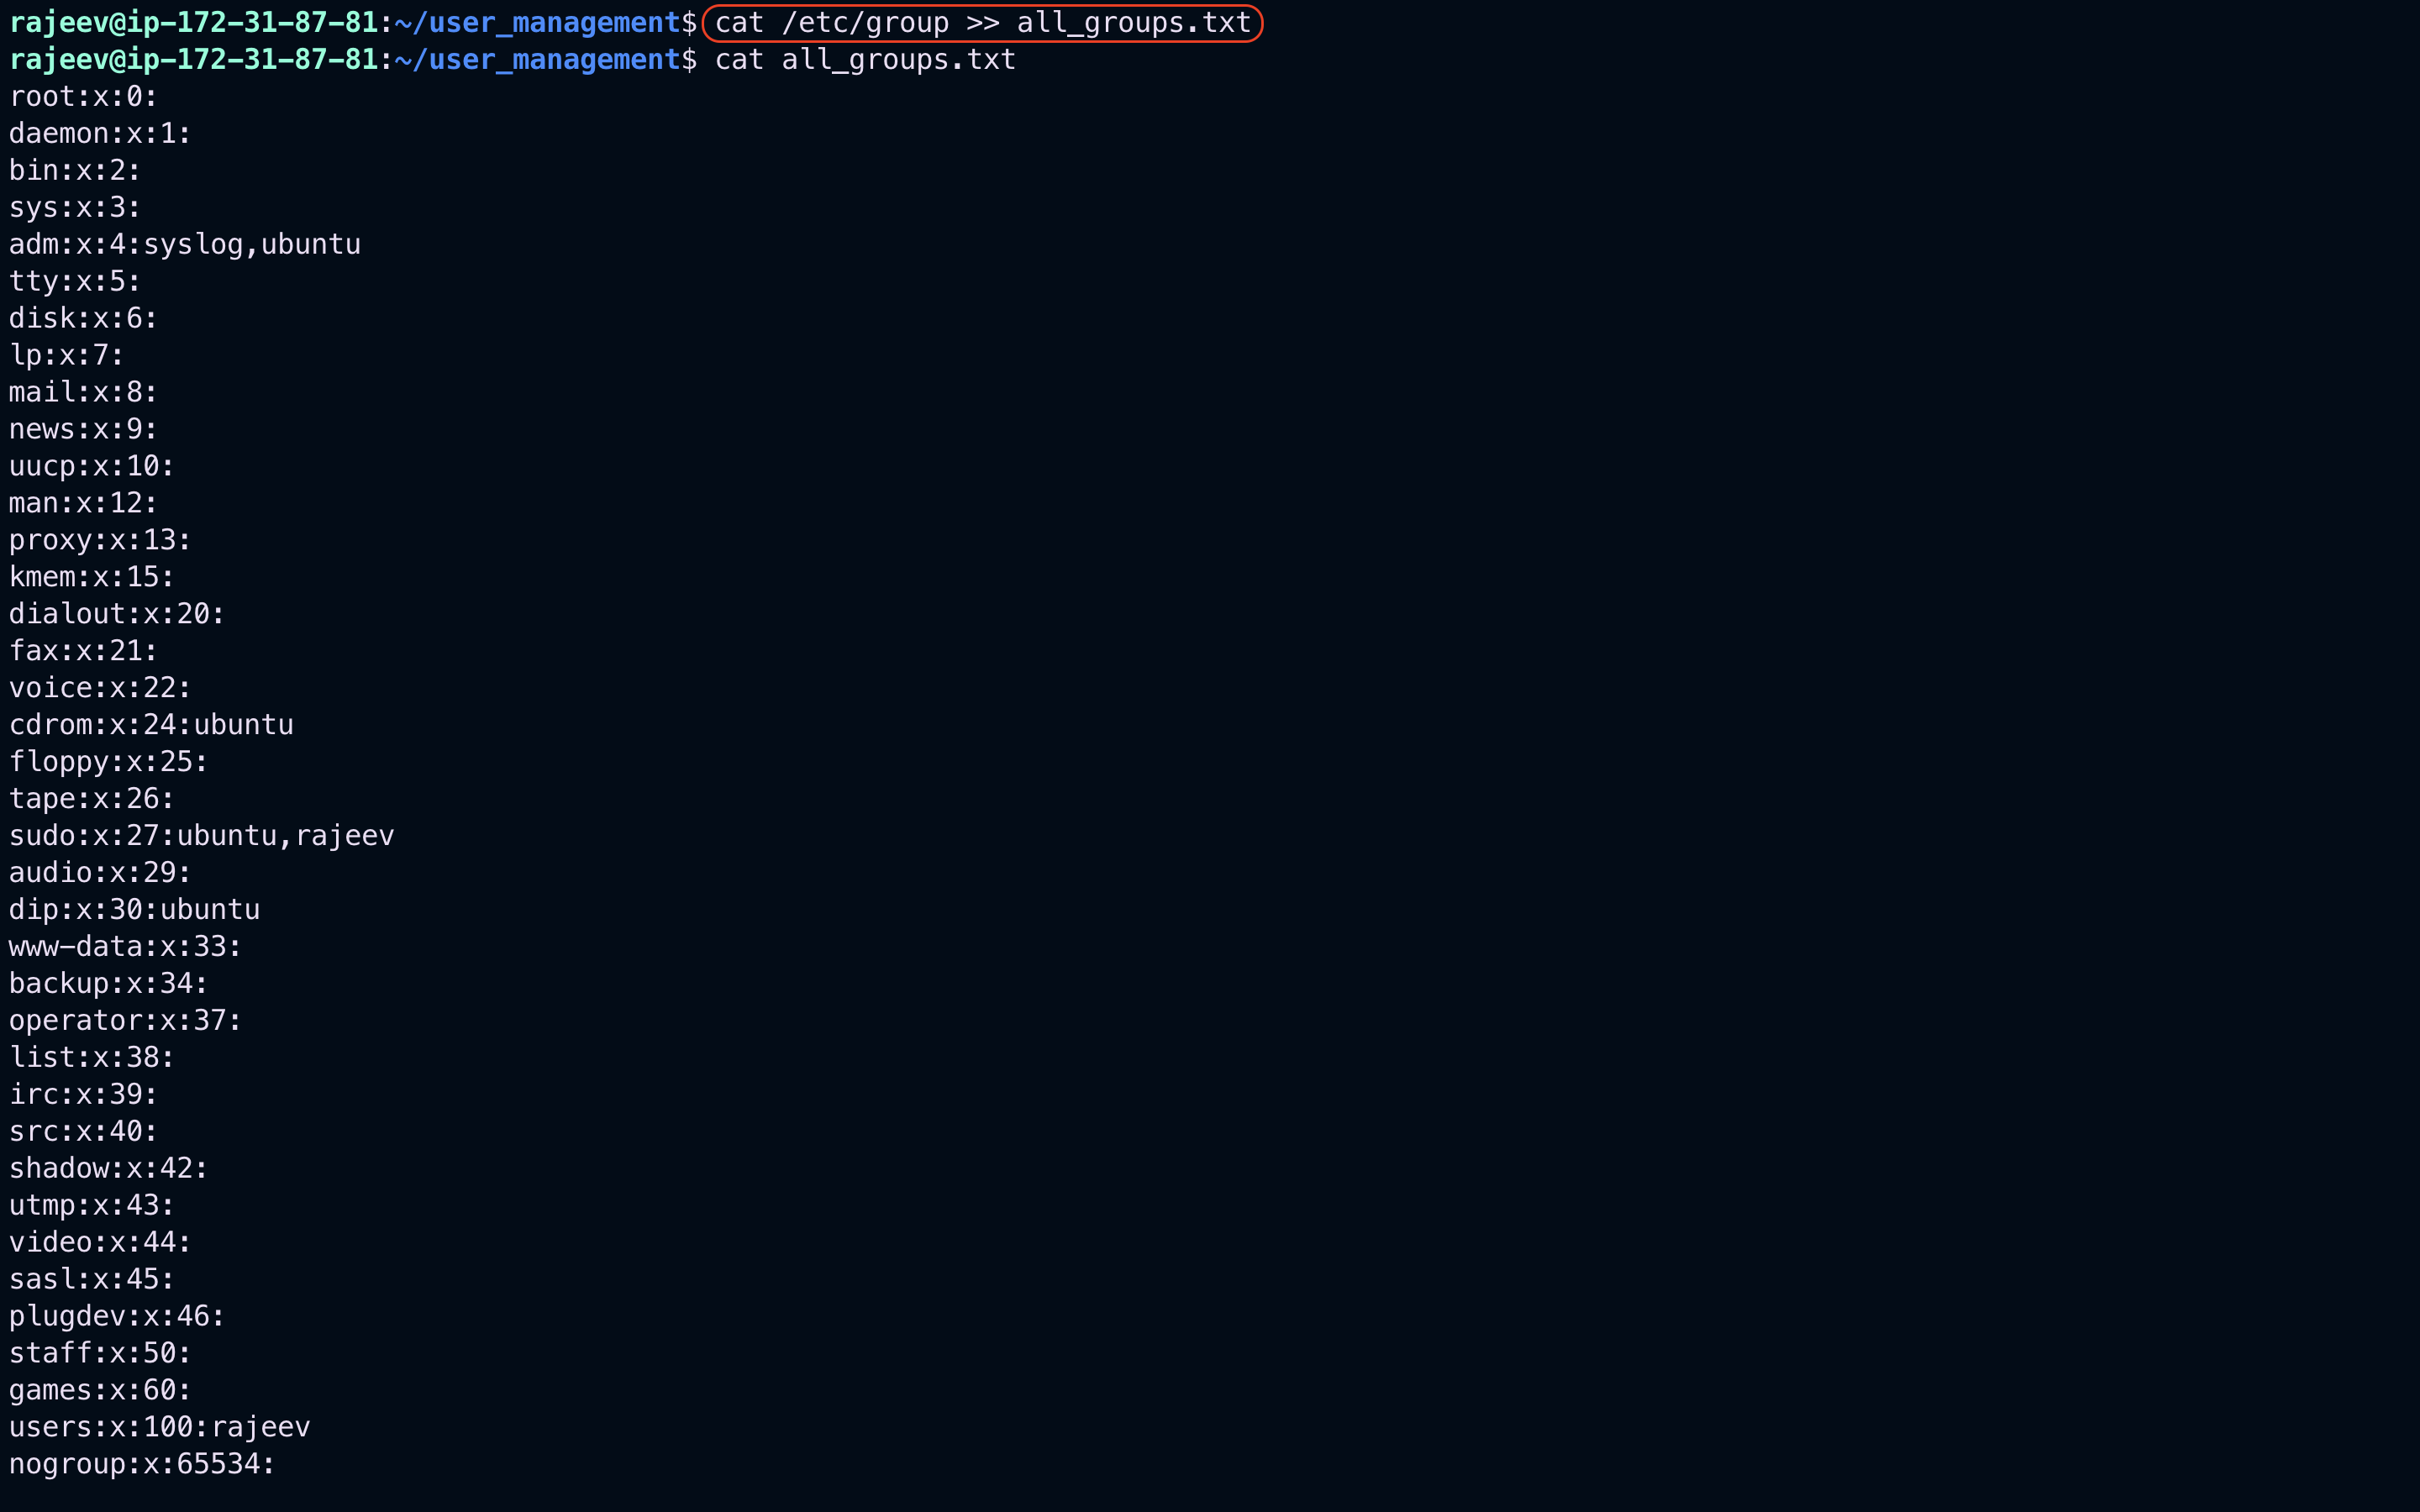 rajeev@ip-172-31-87-81:~/user_management$ cat /etc/group >> all_groups.txt
rajeev@ip-172-31-87-81:~/user_management$ cat all_groups.txt
root:x:0:
daemon:x:1:
bin:x:2:
sys:x:3:
adm:x:4:syslog,ubuntu
tty:x:5:
disk:x:6:
lp:x:7:
mail:x:8:
news:x:9:
uucp:x:10:
man:x:12:
proxy:x:13:
kmem:x:15:
dialout:x:20:
fax:x:21:
voice:x:22:
cdrom:x:24:ubuntu
floppy:x:25:
tape:x:26:
sudo:x:27:ubuntu,rajeev
audio:x:29:
dip:x:30:ubuntu
www-data:x:33:
backup:x:34:
operator:x:37:
list:x:38:
irc:x:39:
src:x:40:
shadow:x:42:
utmp:x:43:
video:x:44:
sasl:x:45:
plugdev:x:46:
staff:x:50:
games:x:60:
users:x:100:rajeev
nogroup:x:65534: